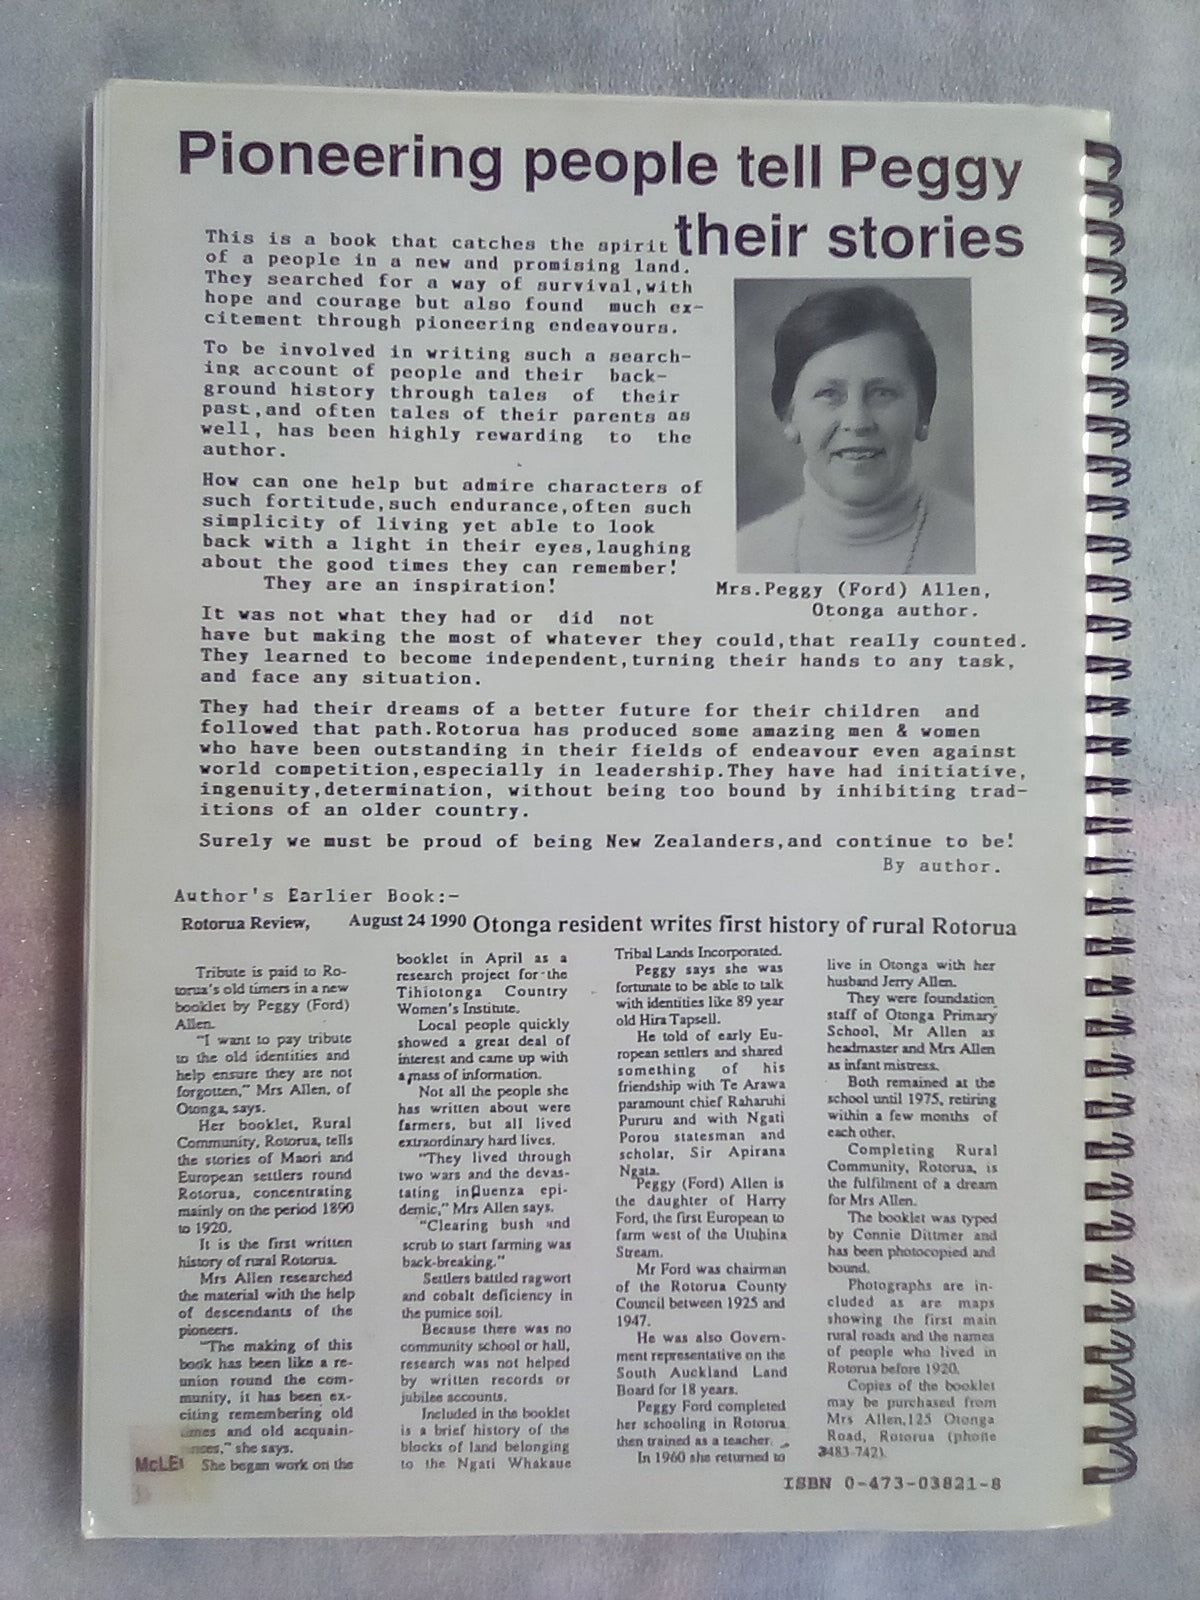 Pioneering people tell Peggy
their stories
This is a book that catches the spirit
of a people in a new and promising land.
They searched for a way of survival,with
hope and courage but also found much ex-
citement through pioneering endeavours.
To be involved in writing such a search-
ing account of people and their back-
ground history through tales of their
past,and often tales of their parents as
well, has been highly rewarding to the
author.
How can one help but admire characters of
such fortitude,such endurance,often such
simplicity of living yet able to look
back with a light in their eyes,laughing
about the good times they can remember!
They are an inspiration!
Mrs.Peggy (Ford) Allen,
Otonga author.
It was not what they had or did not
have but making the most of whatever they could,that really counted.
They learned to become independent,turning their hands to any task,
and face any situation.
They had their dreams of a better future for their children and
followed that path.Rotorua has produced some amazing men & women
who have been outstanding in their fields of endeavour even against
world competition,especially in leadership.They have had initiative,
ingenuity,determination, without being too bound by inhibiting trad-
itions of an older country.
Surely we must be proud of being New Zealanders,and continue to be!
By author.
Author's Earlier Book:-
Rotorua Review, August 24 1990 Otonga resident writes first history of rural Rotorua
Tribute is paid to Ro-
torua's old timers in a new
booklet by Peggy (Ford)
Allen.
"I want to pay tribute
to the old identities and
help ensure they are not
forgotten," Mrs Allen, of
Otonga, says.
Her booklet, Rural
Community, Rotorua, tells
the stories of Maori and
European settlers round
Rotorua, concentrating
mainly on the period 1890
to 1920.
It is the first written
history of rural Rotorua.
Mrs Allen researched
the material with the help
of descendants of the
pioneers.
"The making of this
book has been like a re-
union round the com-
munity, it has been ex-
citing remembering old
times and old acquain-
nces," she says.
She began work on the
booklet in April as a
research project for the
Tihiotonga Country
Women's Institute.
Local people quickly
showed a great deal of
interest and came up with
a mass of information.
Not all the people she
has written about were
farmers, but all lived
extraordinary hard lives.
"They lived through
two wars and the devas-
tating influenza epi-
demic," Mrs Allen says.
"Clearing bush and
scrub to start farming was
back-breaking."
Settlers battled ragwort
and cobalt deficiency in
the pumice soil.
Because there was no
community school or hall,
research was not helped
by written records or
jubilee accounts.
Included in the booklet
is a brief history of the
blocks of land belonging
to the Ngati Whakaue
Tribal Lands Incorporated.
Peggy says she was
fortunate to be able to talk
with identities like 89 year
old Hira Tapsell.
He told of early Eu-
ropean settlers and shared
something of his
friendship with Te Arawa
paramount chief Raharuhi
Pururu and with Ngati
Porou statesman and
scholar, Sir Apirana
Ngata.
Peggy (Ford) Allen is
the daughter of Harry
Ford, the first European to
farm west of the Utuhina
Stream.
Mr Ford was chairman
of the Rotorua County
Council between 1925 and
1947.
He was also Govern-
ment representative on the
South Auckland Land
Board for 18 years.
Peggy Ford completed
her schooling in Rotorua
then trained as a teacher.
In 1960 she returned to
live in Otonga with her
husband Jerry Allen.
They were foundation
staff of Otonga Primary
School, Mr Allen as
headmaster and Mrs Allen
as infant mistress.
Both remained at the
school until 1975, retiring
within a few months of
each other.
Completing Rural
Community, Rotorua, is
the fulfilment of a dream
for Mrs Allen.
The booklet was typed
by Connie Dittmer and
has been photocopied and
bound.
Photographs are in-
cluded as are maps
showing the first main
rural roads and the names
of people who lived in
Rotorua before 1920.
Copies of the booklet
may be purchased from
Mrs Allen,125 Otonga
Road, Rotorua (phone
3483-742).
ISBN 0-473-03821-8